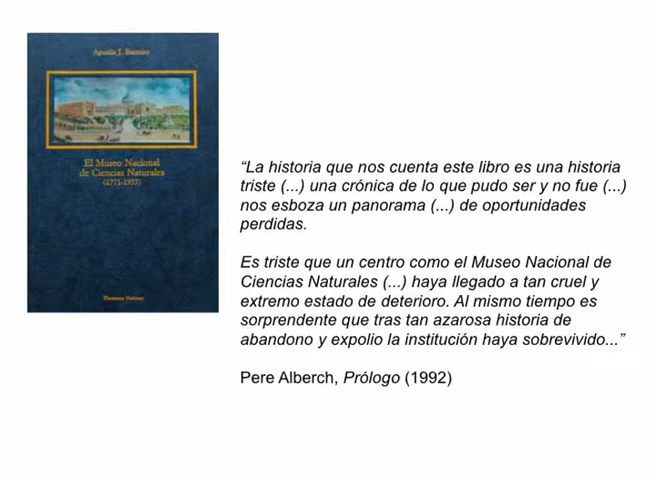 Agustín J. Barreiro
El Museo Nacional
de Ciencias Naturales
(1771-1935)
“La historia que nos cuenta este libro es una historia
triste (...) una crónica de lo que pudo ser y no fue (...)
nos esboza un panorama (...) de oportunidades
perdidas.
Es triste que un centro como el Museo Nacional de
Ciencias Naturales (...) haya llegado a tan cruel y
extremo estado de deterioro. Al mismo tiempo es
sorprendente que tras tan azarosa historia de
abandono y expolio la institución haya sobrevivido...”
Pere Alberch, Prólogo (1992)